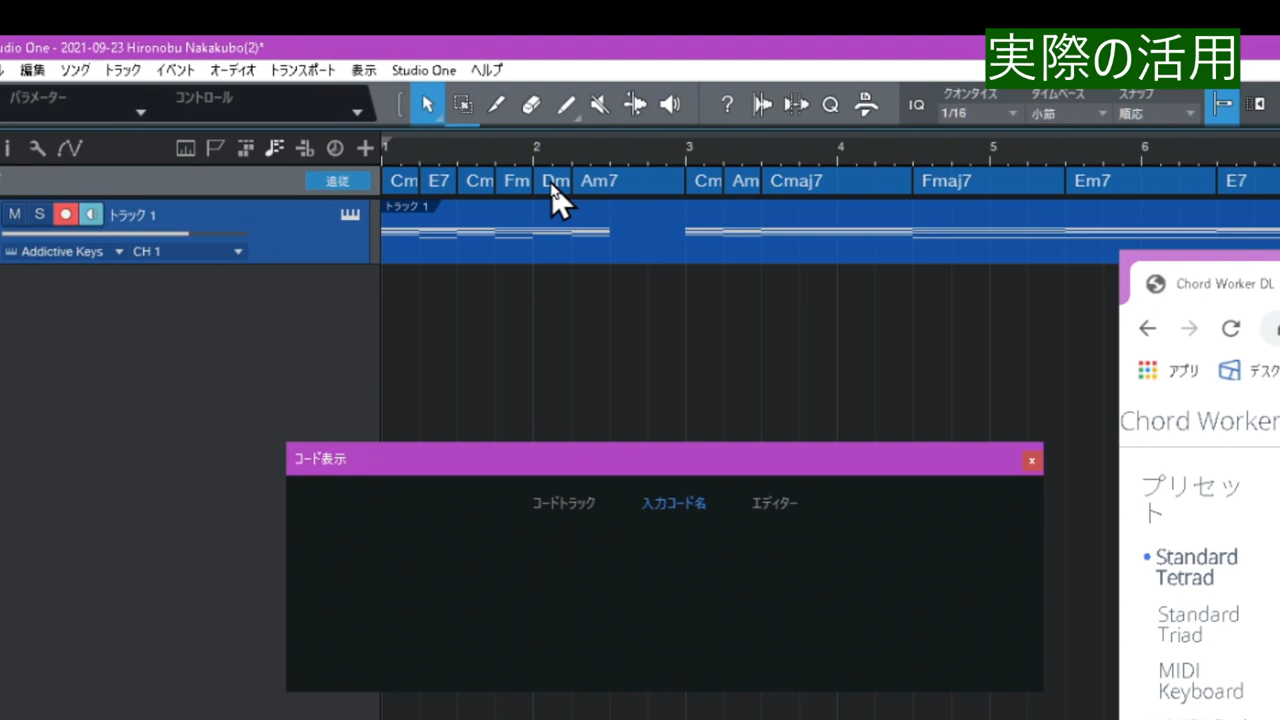 実際の活用
udio One - 2021-09-23 Hironobu Nakakubo(2)*
編集 ソング トラック イベント オーディオ トランスポート 表示 Studio One ヘルプ
パラメーター コントロール
クオンタイズ タイムベース スナップ
IQ 1/16 小節 順応
1 2 3 4 5 6
追従 Cm E7 Cm Fm Dm Am7 Cm Am Cmaj7 Fmaj7 Em7 E7
M S トラック 1 トラック 1
Addictive Keys CH 1
Chord Worker DL
アプリ デスク
Chord Worker
コード表示
コードトラック 入力コード名 エディター
プリセッ
ト
Standard
Tetrad
Standard
Triad
MIDI
Keyboard